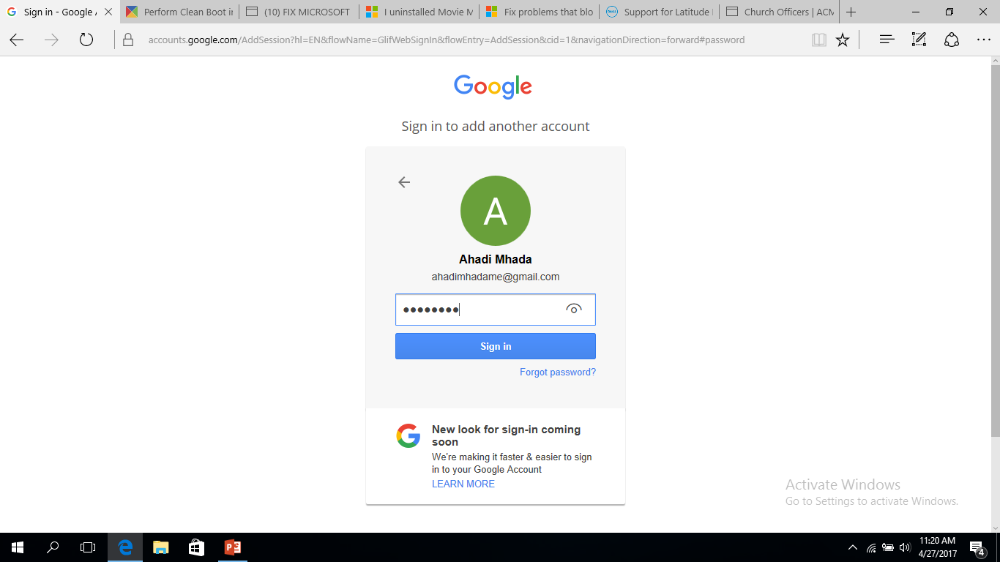 Sign in - Google A
Perform Clean Boot in
(10) FIX MICROSOFT
I uninstalled Movie M
Fix problems that blo
DELL
Support for Latitude
Church Officers | ACM
accounts.google.com/AddSession?hl=EN&flowName=GlifWebSignIn&flowEntry=AddSession&cid=1&navigationDirection=forward#password
Google
Sign in to add another account
A
Ahadi Mhada
ahadimhadame@gmail.com
Sign in
Forgot password?
G
New look for sign-in coming
soon
We're making it faster & easier to sign
in to your Google Account
LEARN MORE
Activate Windows
Go to Settings to activate Windows.
11:20 AM
4/27/2017
4